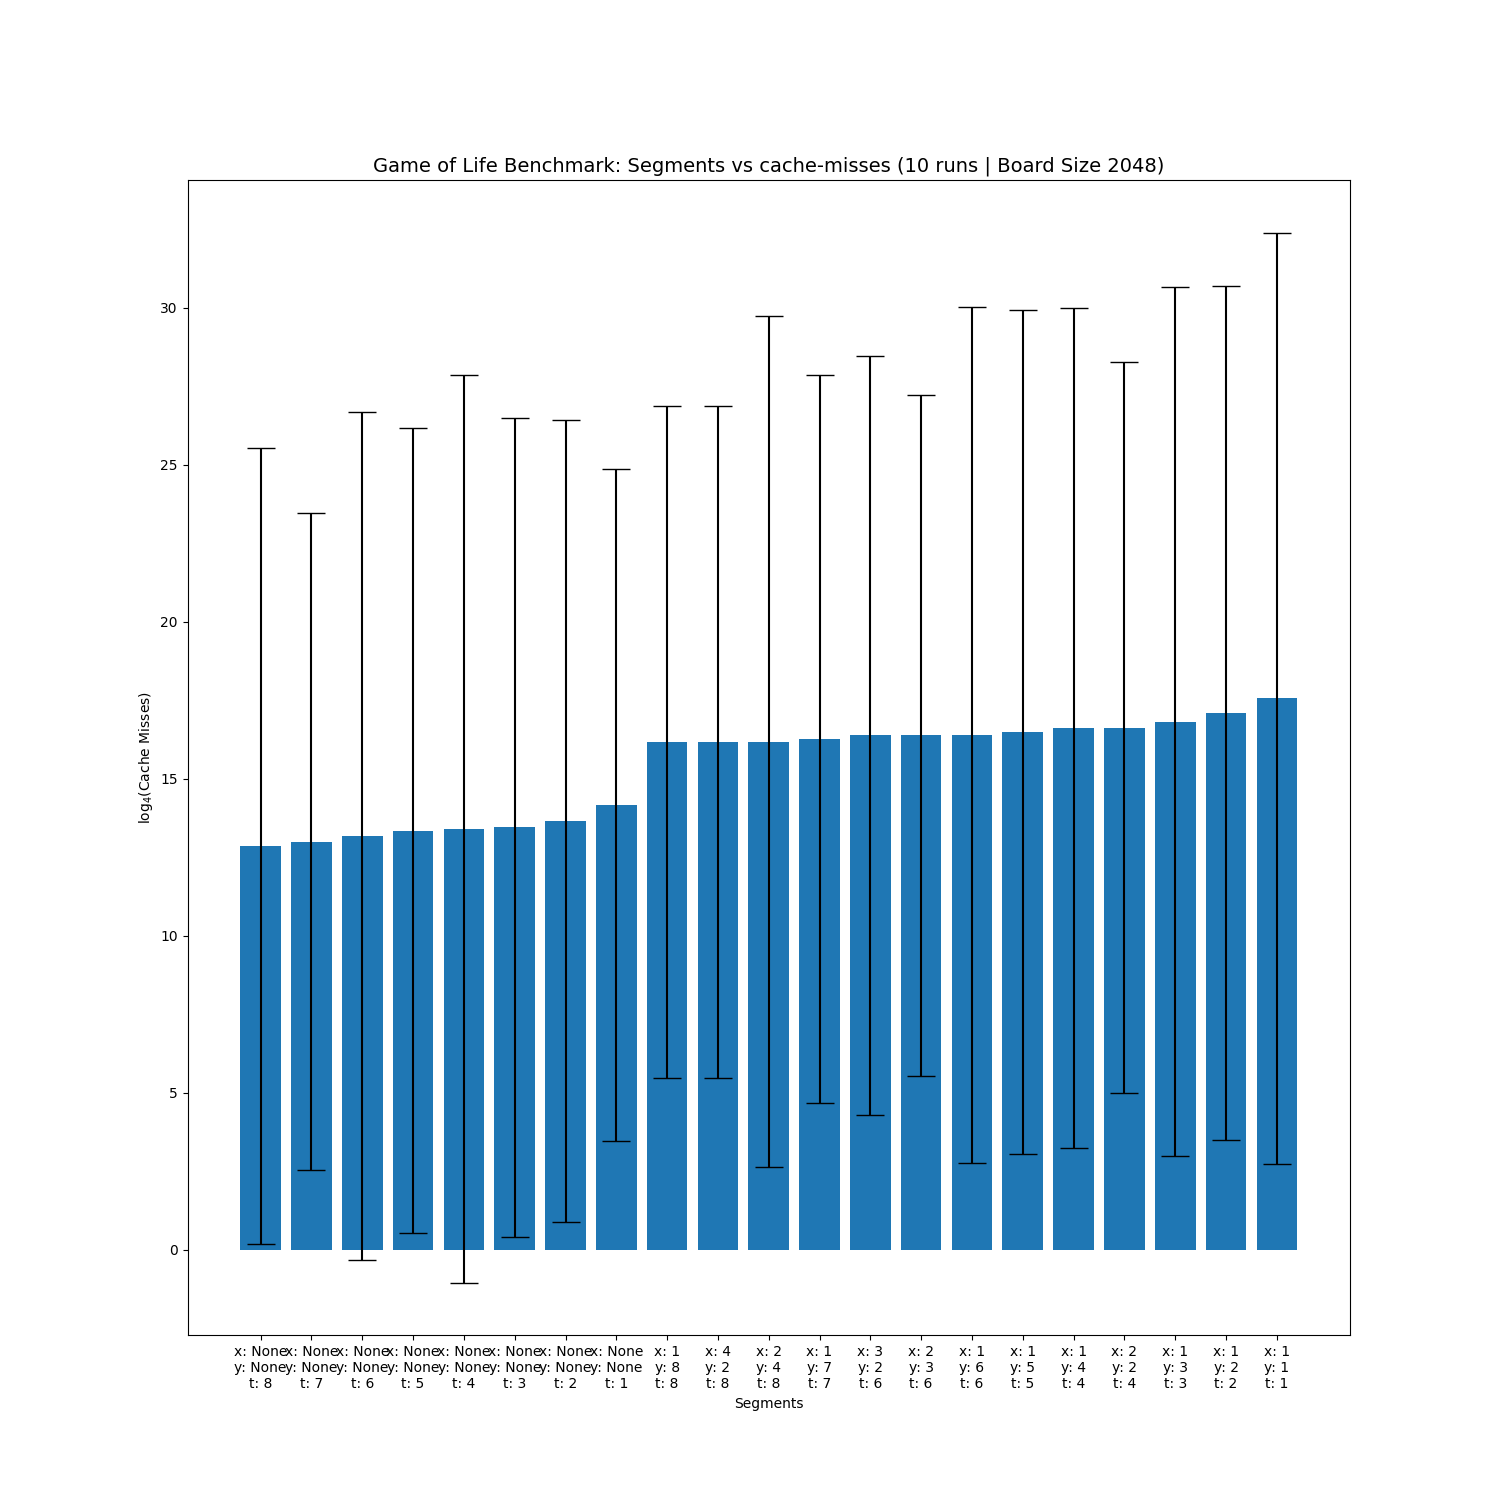 Game of Life Benchmark: Segments vs cache-misses (10 runs | Board Size 2048)
30
25
20
15
10
5
0
log4(Cache Misses)
x: None x: None x: None x: None x: None x: None x: None x: None x: 1 x: 4 x: 2 x: 1 x: 3 x: 2 x: 1 x: 1 x: 1 x: 2 x: 1 x: 1 x: 1
y: None y: None y: None y: None y: None y: None y: None y: None y: 8 y: 2 y: 4 y: 7 y: 2 y: 3 y: 6 y: 5 y: 4 y: 2 y: 3 y: 2 y: 1
t: 8 t: 7 t: 6 t: 5 t: 4 t: 3 t: 2 t: 1 t: 8 t: 8 t: 8 t: 7 t: 6 t: 6 t: 6 t: 5 t: 4 t: 4 t: 3 t: 2 t: 1
Segments